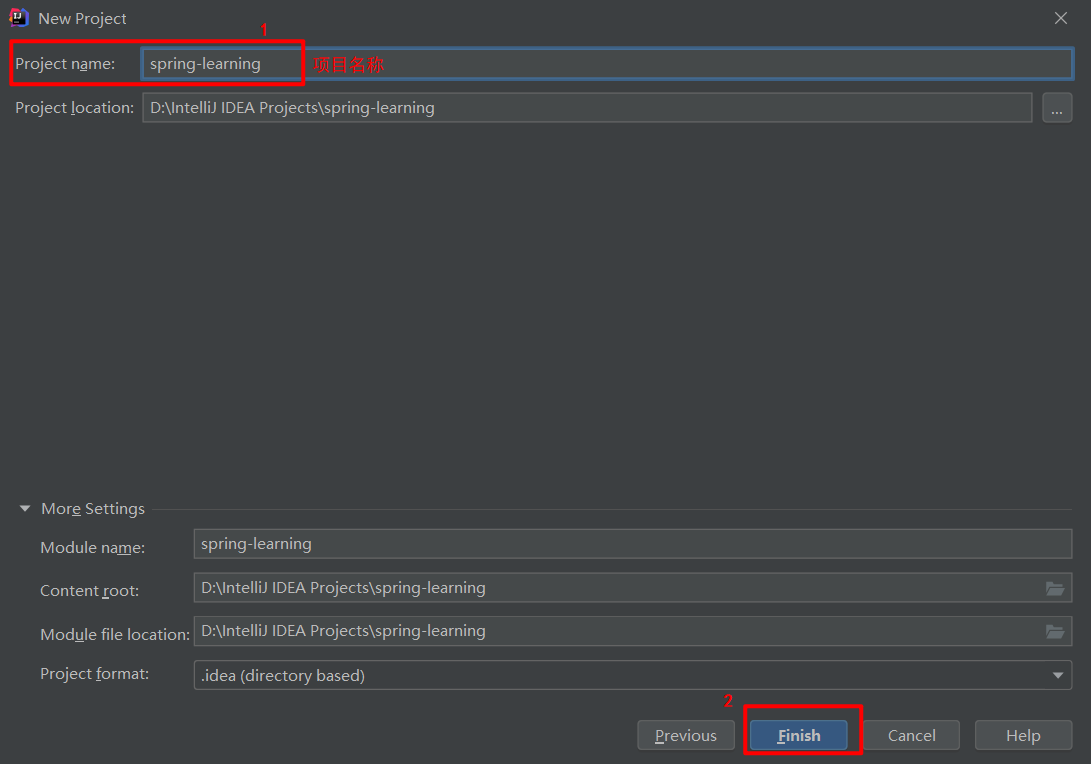 New Project
1
Project name: spring-learning 项目名称
Project location: D:\IntelliJ IDEA Projects\spring-learning ...
More Settings
Module name: spring-learning
Content root: D:\IntelliJ IDEA Projects\spring-learning
Module file location: D:\IntelliJ IDEA Projects\spring-learning
Project format: .idea (directory based)
2
Previous Finish Cancel Help